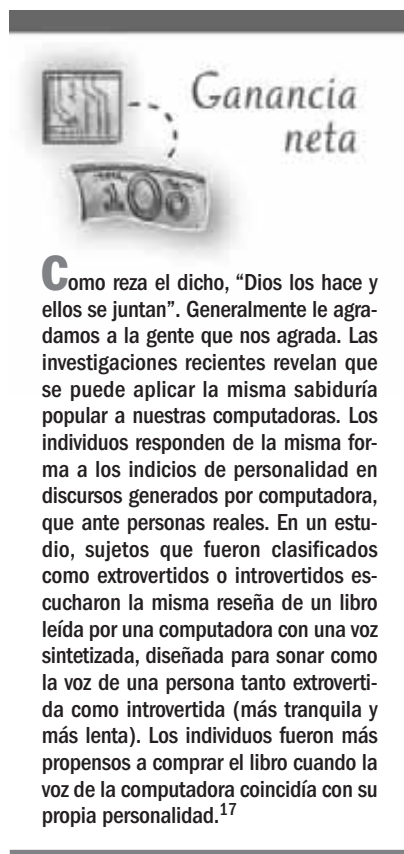 Ganancia
neta
100
Como reza el dicho, “Dios los hace y
ellos se juntan”. Generalmente le agra-
damos a la gente que nos agrada. Las
investigaciones recientes revelan que
se puede aplicar la misma sabiduría
popular a nuestras computadoras. Los
individuos responden de la misma for-
ma a los indicios de personalidad en
discursos generados por computadora,
que ante personas reales. En un estu-
dio, sujetos que fueron clasificados
como extrovertidos o introvertidos es-
cucharon la misma reseña de un libro
leída por una computadora con una voz
sintetizada, diseñada para sonar como
la voz de una persona tanto extroverti-
da como introvertida (más tranquila y
más lenta). Los individuos fueron más
propensos a comprar el libro cuando la
voz de la computadora coincidía con su
propia personalidad.17